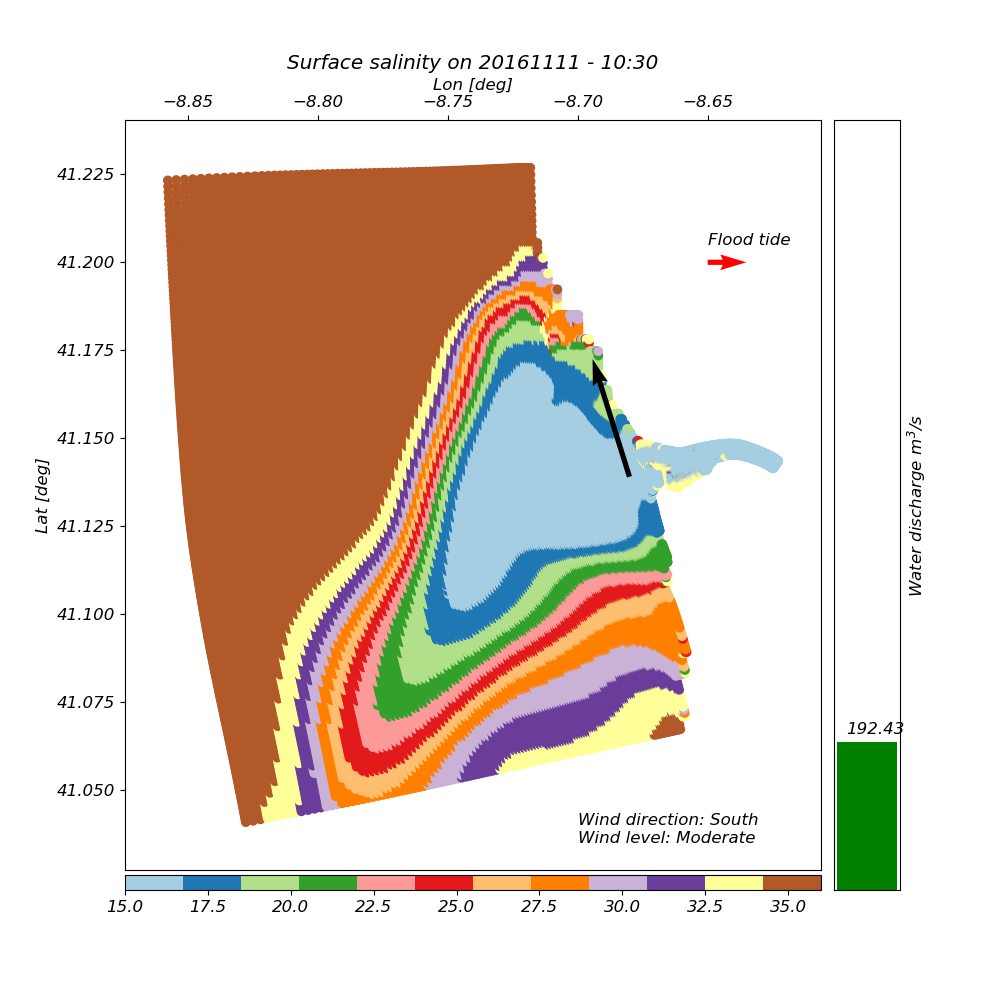 Surface salinity on 20161111 - 10:30
Lon [deg]
−8.85 −8.80 −8.75 −8.70 −8.65
41.225
41.200
41.175
41.150
41.125
41.100
41.075
41.050
Lat [deg]
Flood tide
Wind direction: South
Wind level: Moderate
15.0 17.5 20.0 22.5 25.0 27.5 30.0 32.5 35.0
192.43
Water discharge m³/s